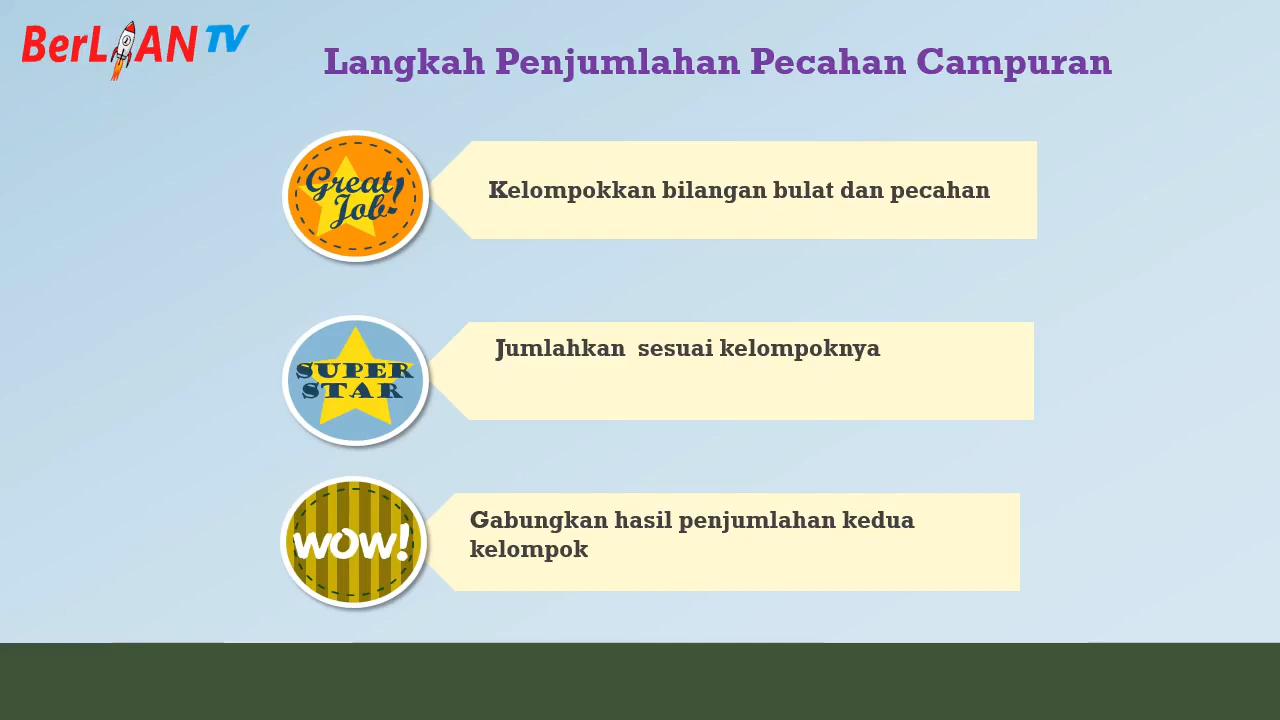 BerLIAN TV
Langkah Penjumlahan Pecahan Campuran
Great Job!
Kelompokkan bilangan bulat dan pecahan
SUPER
STAR
Jumlahkan  sesuai kelompoknya
WOW!
Gabungkan hasil penjumlahan kedua
kelompok